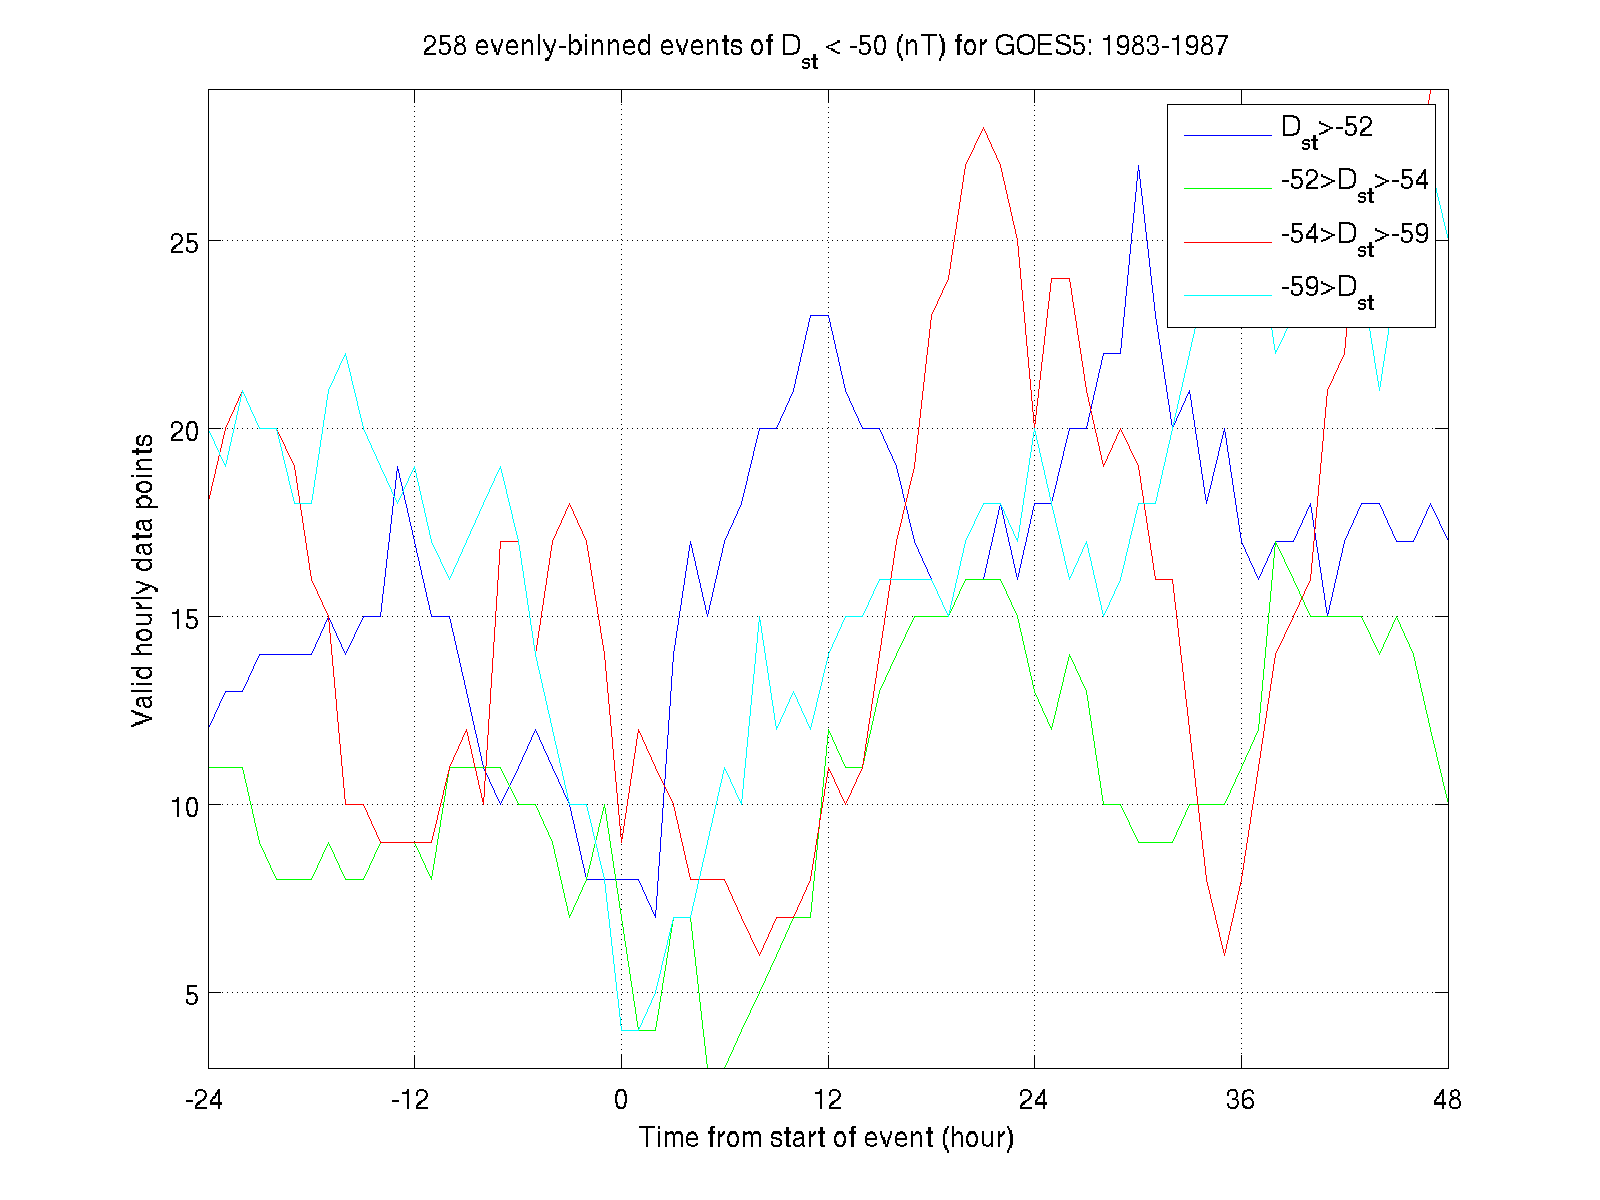 258 evenly-binned events of Dst < -50 (nT) for GOES5: 1983-1987
Dst>-52
-52>Dst>-54
-54>Dst>-59
-59>Dst
Valid hourly data points
25
20
15
10
5
-24 -12 0 12 24 36 48
Time from start of event (hour)